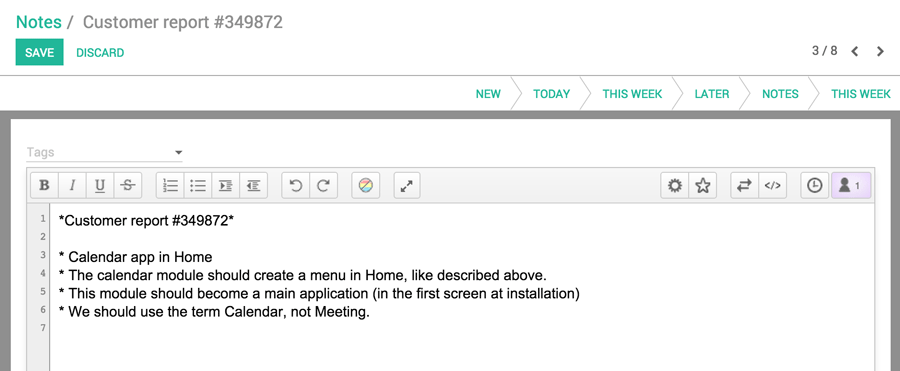 Notes / Customer report #349872
SAVE DISCARD 3 / 8
NEW TODAY THIS WEEK LATER NOTES THIS WEEK
Tags
B I U S </> 1
1 *Customer report #349872*
2
3 * Calendar app in Home
4 * The calendar module should create a menu in Home, like described above.
5 * This module should become a main application (in the first screen at installation)
6 * We should use the term Calendar, not Meeting.
7